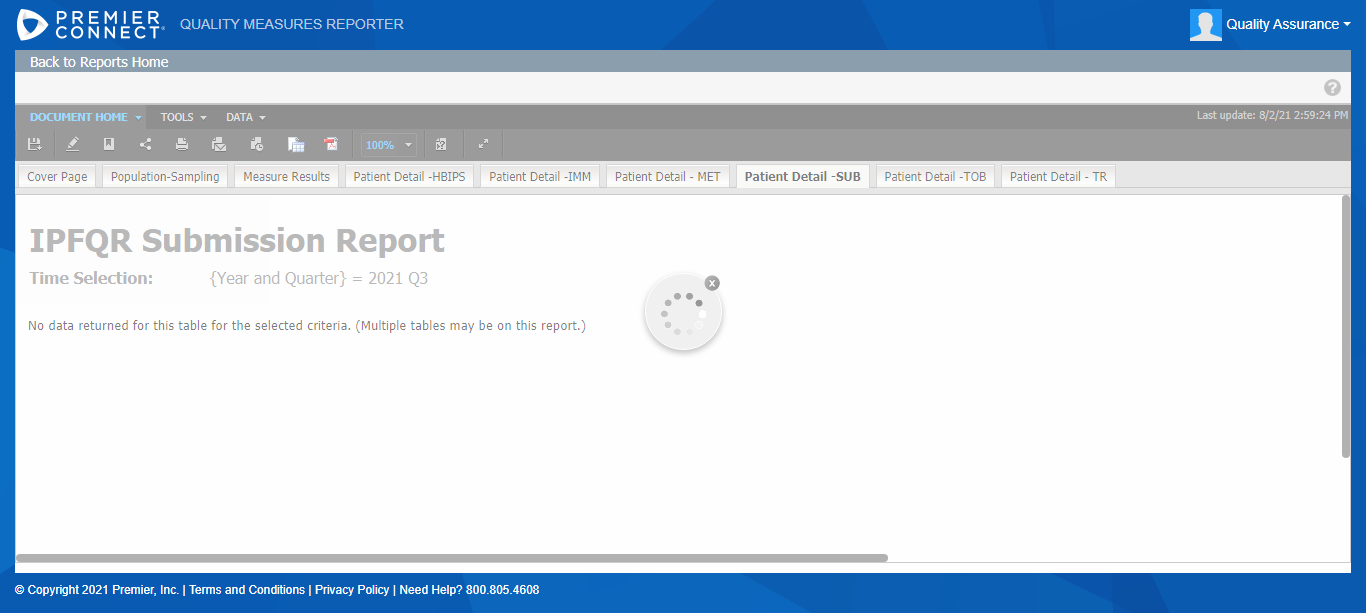 PREMIER
CONNECT
QUALITY MEASURES REPORTER
Quality Assurance
Back to Reports Home
?
DOCUMENT HOME TOOLS DATA
Last update: 8/2/21 2:59:24 PM
100%
Cover Page Population-Sampling Measure Results Patient Detail -HBIPS Patient Detail -IMM Patient Detail - MET Patient Detail -SUB Patient Detail -TOB Patient Detail - TR
IPFQR Submission Report
Time Selection: {Year and Quarter} = 2021 Q3
x
No data returned for this table for the selected criteria. (Multiple tables may be on this report.)
© Copyright 2021 Premier, Inc. | Terms and Conditions | Privacy Policy | Need Help? 800.805.4608